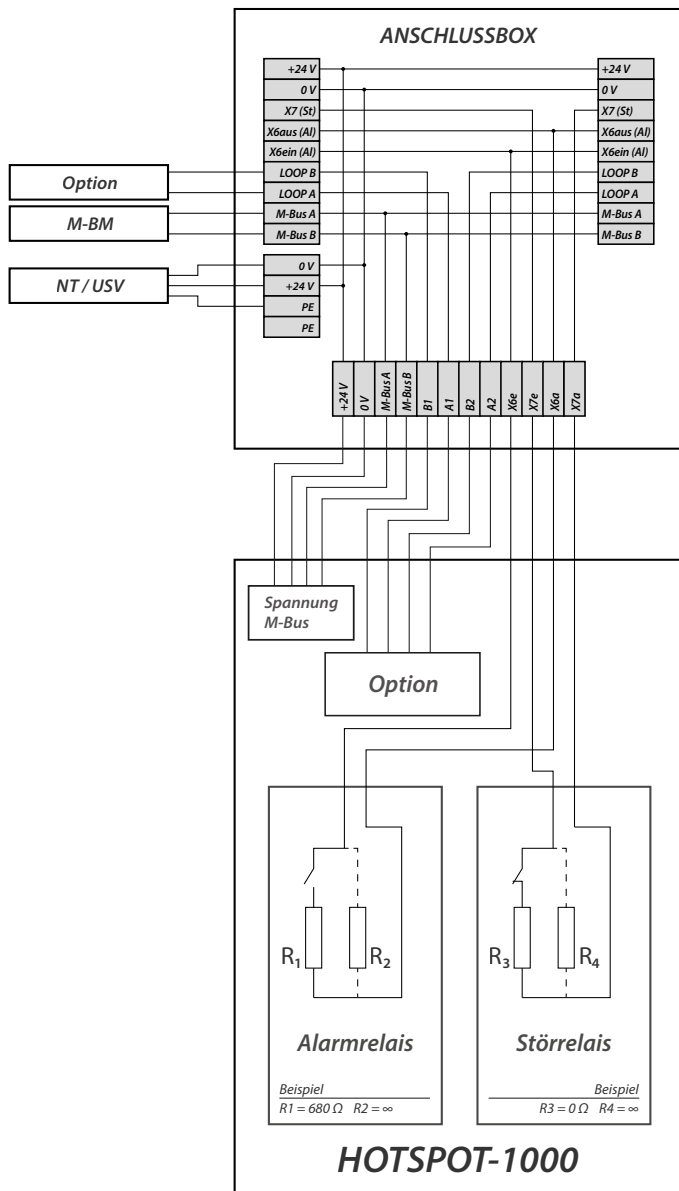 ANSCHLUSSBOX
+24 V
0 V
X7 (St)
X6aus (Al)
X6ein (Al)
LOOP B
LOOP A
M-Bus A
M-Bus B
+24 V
0 V
X7 (St)
X6aus (Al)
X6ein (Al)
LOOP B
LOOP A
M-Bus A
M-Bus B
Option
M-BM
NT / USV
0 V
+24 V
PE
PE
+24 V
0 V
M-Bus A
M-Bus B
B1
A1
B2
A2
X6e
X7e
X6a
X7a
Spannung
M-Bus
Option
R₁
R₂
R₃
R₄
Alarmrelais
Störrelais
Beispiel
R1 = 680 Ω R2 = ∞
Beispiel
R3 = 0 Ω R4 = ∞
HOTSPOT-1000